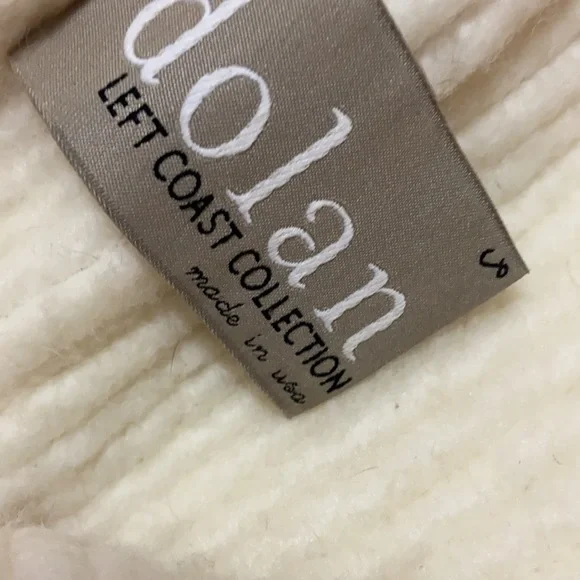 dolan
LEFT COAST COLLECTION
made in usa
s